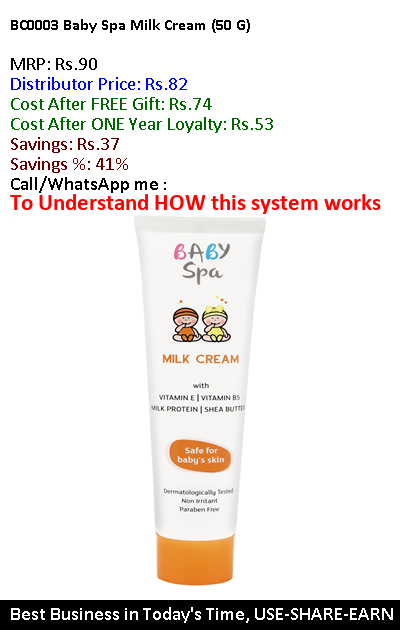 BC0003 Baby Spa Milk Cream (50 G)
MRP: Rs.90
Distributor Price: Rs.82
Cost After FREE Gift: Rs.74
Cost After ONE Year Loyalty: Rs.53
Savings: Rs.37
Savings %: 41%
Call/WhatsApp me :
To Understand HOW this system works
BABY
Spa
MILK CREAM
with
VITAMIN E | VITAMIN B5
MILK PROTEIN | SHEA BUTTER
Safe for
baby's skin
Dermatologically Tested
Non Irritant
Paraben Free
Best Business in Today's Time, USE-SHARE-EARN